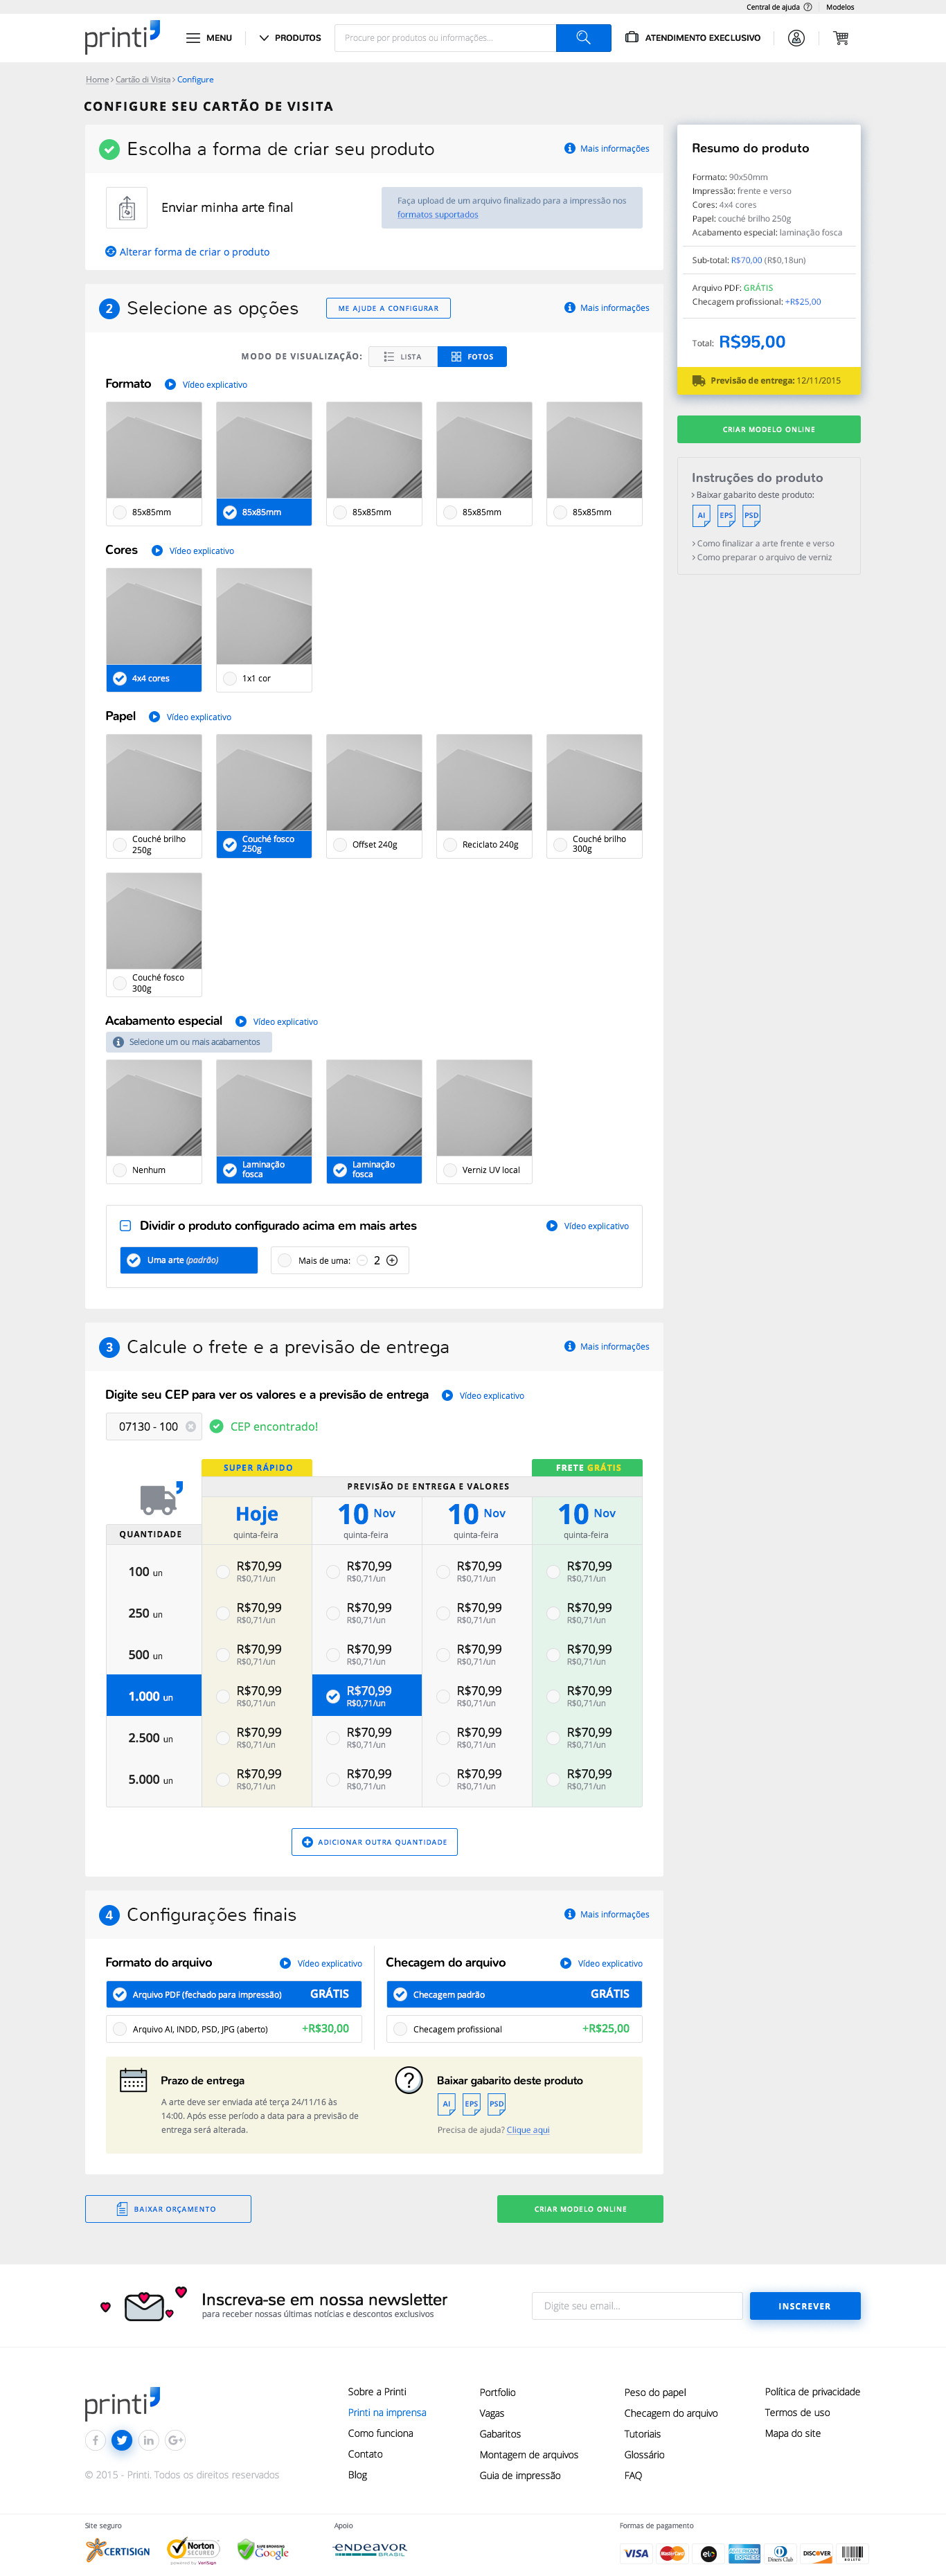 Central de ajuda
Modelos
printi
MENU
PRODUTOS
Procure por produtos ou informações...
ATENDIMENTO EXECLUSIVO
Home › Cartão di Visita › Configure
CONFIGURE SEU CARTÃO DE VISITA
Escolha a forma de criar seu produto
Mais informações
Enviar minha arte final
Faça upload de um arquivo finalizado para a impressão nos
formatos suportados
Alterar forma de criar o produto
Resumo do produto
Formato: 90x50mm
Impressão: frente e verso
Cores: 4x4 cores
Papel: couché brilho 250g
Acabamento especial: laminação fosca
Sub-total: R$70,00 (R$0,18un)
Arquivo PDF: GRÁTIS
Checagem profissional: +R$25,00
Total: R$95,00
Previsão de entrega: 12/11/2015
CRIAR MODELO ONLINE
Instruções do produto
› Baixar gabarito deste produto:
AI EPS PSD
› Como finalizar a arte frente e verso
› Como preparar o arquivo de verniz
2 Selecione as opções
ME AJUDE A CONFIGURAR
Mais informações
MODO DE VISUALIZAÇÃO:
LISTA
FOTOS
Formato
Vídeo explicativo
85x85mm
85x85mm
85x85mm
85x85mm
85x85mm
Cores
Vídeo explicativo
4x4 cores
1x1 cor
Papel
Vídeo explicativo
Couché brilho
250g
Couché fosco
250g
Offset 240g
Reciclato 240g
Couché brilho
300g
Couché fosco
300g
Acabamento especial
Vídeo explicativo
Selecione um ou mais acabamentos
Nenhum
Laminação
fosca
Laminação
fosca
Verniz UV local
Dividir o produto configurado acima em mais artes
Vídeo explicativo
Uma arte (padrão)
Mais de uma: 2
3 Calcule o frete e a previsão de entrega
Mais informações
Digite seu CEP para ver os valores e a previsão de entrega
Vídeo explicativo
07130 - 100
CEP encontrado!
SUPER RÁPIDO
FRETE GRÁTIS
PREVISÃO DE ENTREGA E VALORES
Hoje
quinta-feira
10 Nov
quinta-feira
10 Nov
quinta-feira
10 Nov
quinta-feira
QUANTIDADE
100 un R$70,99 R$70,99 R$70,99 R$70,99
R$0,71/un R$0,71/un R$0,71/un R$0,71/un
250 un R$70,99 R$70,99 R$70,99 R$70,99
R$0,71/un R$0,71/un R$0,71/un R$0,71/un
500 un R$70,99 R$70,99 R$70,99 R$70,99
R$0,71/un R$0,71/un R$0,71/un R$0,71/un
1.000 un R$70,99 R$70,99 R$70,99 R$70,99
R$0,71/un R$0,71/un R$0,71/un R$0,71/un
2.500 un R$70,99 R$70,99 R$70,99 R$70,99
R$0,71/un R$0,71/un R$0,71/un R$0,71/un
5.000 un R$70,99 R$70,99 R$70,99 R$70,99
R$0,71/un R$0,71/un R$0,71/un R$0,71/un
ADICIONAR OUTRA QUANTIDADE
4 Configurações finais
Mais informações
Formato do arquivo
Vídeo explicativo
Arquivo PDF (fechado para impressão) GRÁTIS
Arquivo AI, INDD, PSD, JPG (aberto) +R$30,00
Checagem do arquivo
Vídeo explicativo
Checagem padrão GRÁTIS
Checagem profissional +R$25,00
Prazo de entrega
A arte deve ser enviada até terça 24/11/16 às
14:00. Após esse período a data para a previsão de
entrega será alterada.
Baixar gabarito deste produto
AI EPS PSD
Precisa de ajuda? Clique aqui
BAIXAR ORÇAMENTO
CRIAR MODELO ONLINE
Inscreva-se em nossa newsletter
para receber nossas últimas notícias e descontos exclusivos
Digite seu email...
INSCREVER
printi
© 2015 - Printi. Todos os direitos reservados
Sobre a Printi
Printi na imprensa
Como funciona
Contato
Blog
Portfolio
Vagas
Gabaritos
Montagem de arquivos
Guia de impressão
Peso do papel
Checagem do arquivo
Tutoriais
Glossário
FAQ
Política de privacidade
Termos de uso
Mapa do site
Site seguro
CERTISIGN
Norton
SECURED
powered by VeriSign
SAFE BROWSING
Google
Apoio
ENDEAVOR
BRASIL
Formas de pagamento
VISA
MasterCard
elo
AMERICAN EXPRESS
Diners Club
DISCOVER
BOLETO